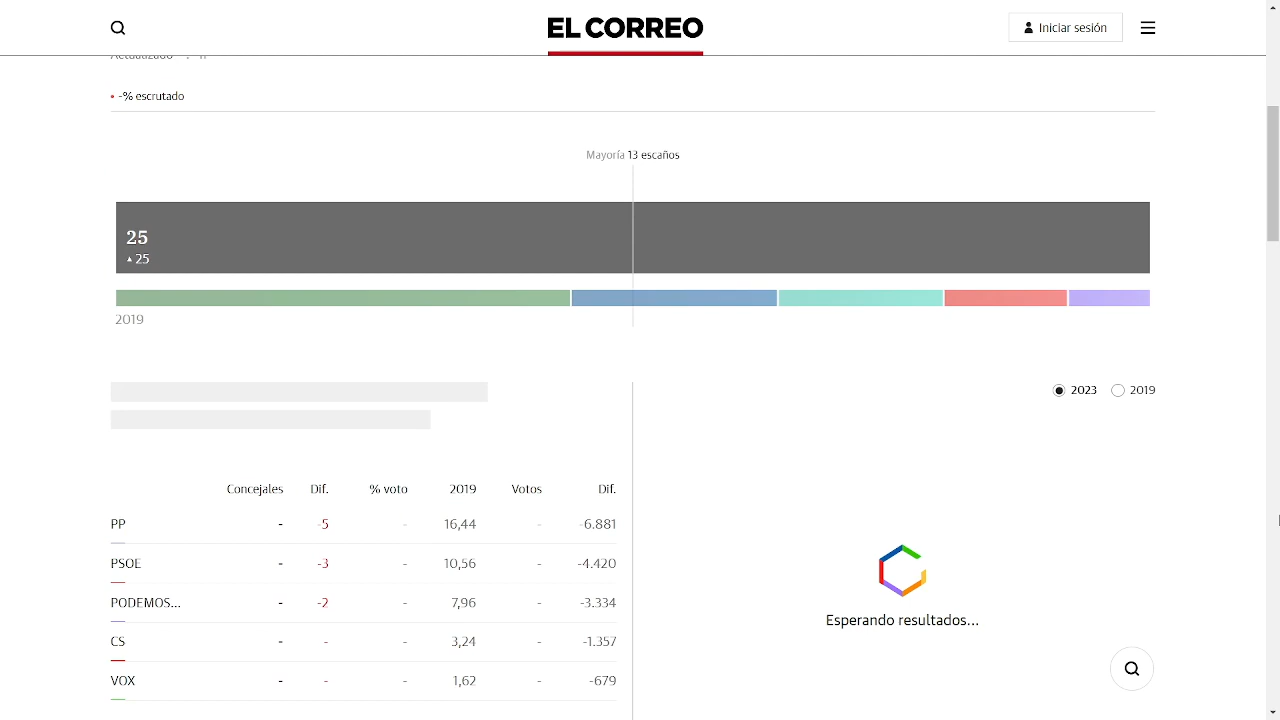 EL CORREO
Iniciar sesión
-% escrutado
Mayoría 13 escaños
25
▲25
2019
2023 2019
Concejales Dif. % voto 2019 Votos Dif.
PP - -5 - 16,44 - -6.881
PSOE - -3 - 10,56 - -4.420
PODEMOS... - -2 - 7,96 - -3.334
CS - - - 3,24 - -1.357
VOX - - - 1,62 - -679
Esperando resultados...